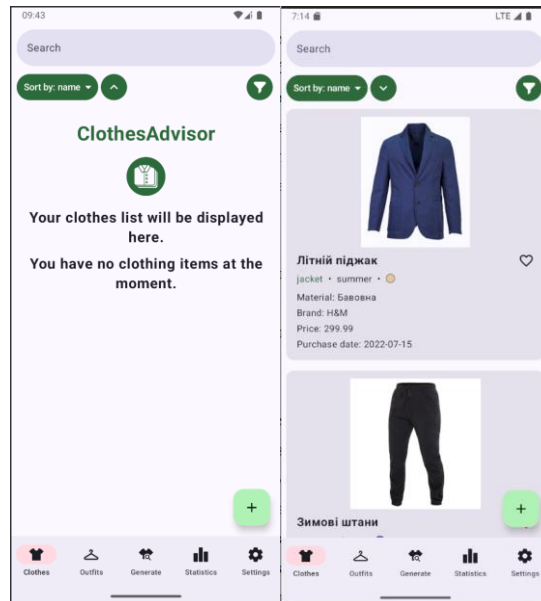 09:43
Search
Sort by: name
ClothesAdvisor
Your clothes list will be displayed
here.
You have no clothing items at the
moment.
+
Clothes
Outfits
Generate
Statistics
Settings
7:14
LTE
Search
Sort by: name
Літній піджак
jacket • summer •
Material: Бавовна
Brand: H&M
Price: 299.99
Purchase date: 2022-07-15
Зимові штани
+
Clothes
Outfits
Generate
Statistics
Settings